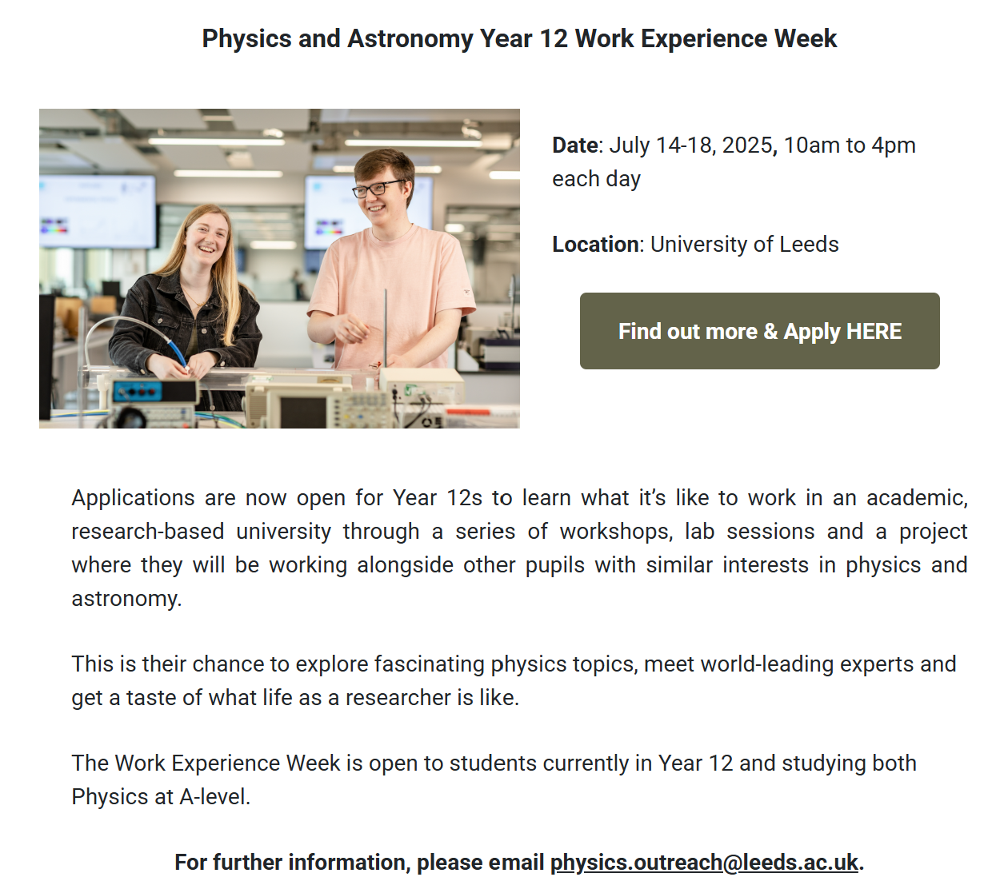 Physics and Astronomy Year 12 Work Experience Week
Date: July 14-18, 2025, 10am to 4pm
each day
Location: University of Leeds
Find out more & Apply HERE
Applications are now open for Year 12s to learn what it’s like to work in an academic,
research-based university through a series of workshops, lab sessions and a project
where they will be working alongside other pupils with similar interests in physics and
astronomy.
This is their chance to explore fascinating physics topics, meet world-leading experts and
get a taste of what life as a researcher is like.
The Work Experience Week is open to students currently in Year 12 and studying both
Physics at A-level.
For further information, please email physics.outreach@leeds.ac.uk.